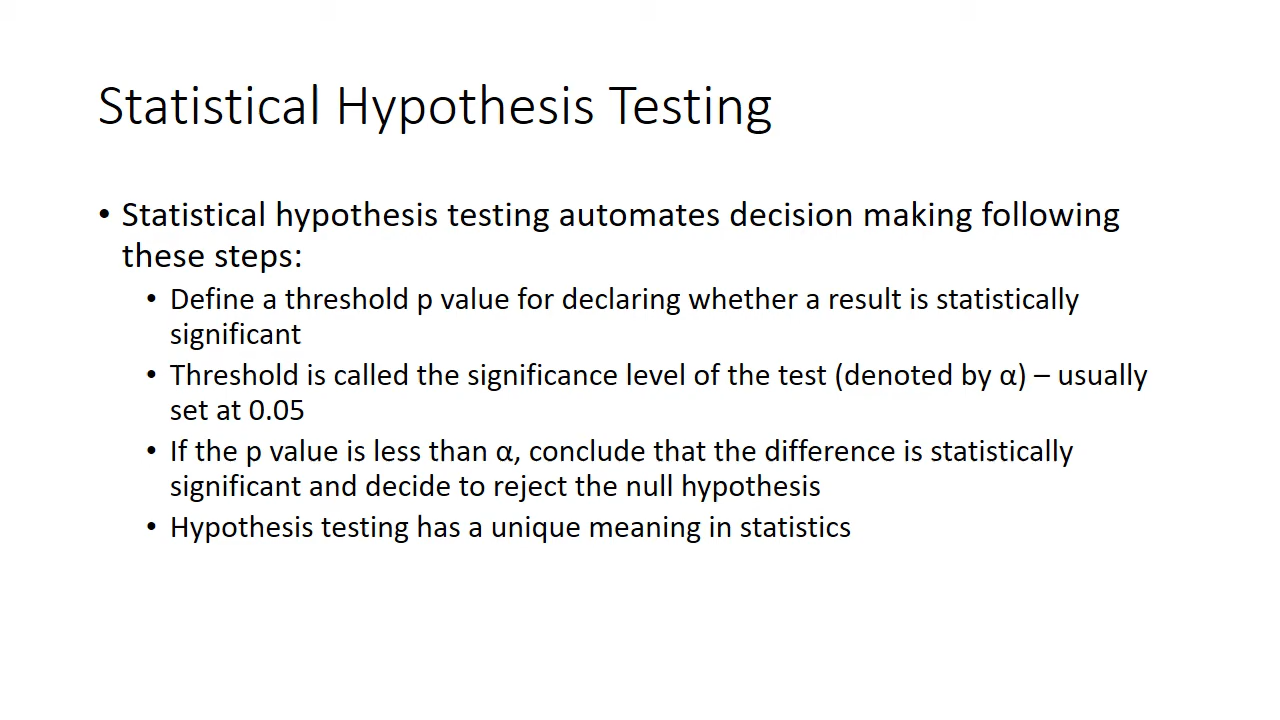 Statistical Hypothesis Testing
• Statistical hypothesis testing automates decision making following
these steps:
• Define a threshold p value for declaring whether a result is statistically
significant
• Threshold is called the significance level of the test (denoted by α) – usually
set at 0.05
• If the p value is less than α, conclude that the difference is statistically
significant and decide to reject the null hypothesis
• Hypothesis testing has a unique meaning in statistics